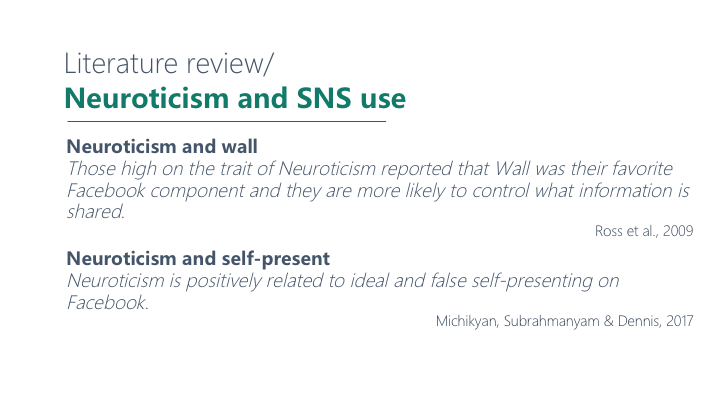 Literature review/
Neuroticism and SNS use
Neuroticism and wall
Those high on the trait of Neuroticism reported that Wall was their favorite
Facebook component and they are more likely to control what information is
shared.
Ross et al., 2009
Neuroticism and self-present
Neuroticism is positively related to ideal and false self-presenting on
Facebook.
Michikyan, Subrahmanyam & Dennis, 2017